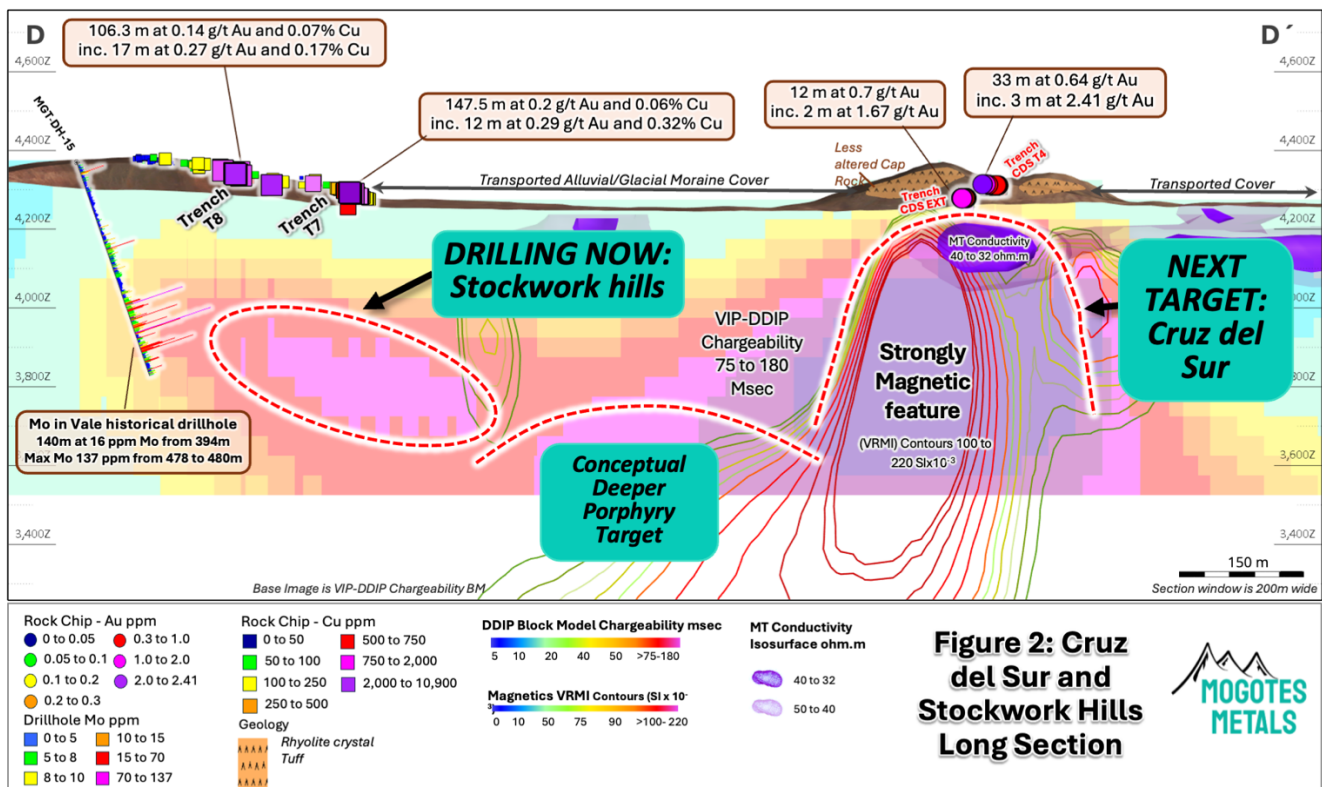 D
D´
106.3 m at 0.14 g/t Au and 0.07% Cu
inc. 17 m at 0.27 g/t Au and 0.17% Cu
147.5 m at 0.2 g/t Au and 0.06% Cu
inc. 12 m at 0.29 g/t Au and 0.32% Cu
12 m at 0.7 g/t Au
inc. 2 m at 1.67 g/t Au
33 m at 0.64 g/t Au
inc. 3 m at 2.41 g/t Au
4,600Z
4,600Z
4,400Z
4,400Z
4,200Z
4,200Z
4,000Z
4,000Z
3,800Z
3,800Z
3,600Z
3,600Z
3,400Z
3,400Z
MGT-DH-15
Trench
T8
Trench
T7
Transported Alluvial/Glacial Moraine Cover
Less
altered Cap
Rock
Trench
CDS EXT
Trench
CDS T4
Transported Cover
DRILLING NOW:
Stockwork hills
MT Conductivity
40 to 32 ohm.m
NEXT
TARGET:
Cruz del
Sur
VIP-DDIP
Chargeability
75 to 180
Msec
Strongly
Magnetic
feature
(VRMI) Contours 100 to
220 SIx10-3
Mo in Vale historical drillhole
140m at 16 ppm Mo from 394m
Max Mo 137 ppm from 478 to 480m
Conceptual
Deeper
Porphyry
Target
Base Image is VIP-DDIP Chargeability BM
150 m
Section window is 200m wide
Rock Chip - Au ppm
0 to 0.05
0.05 to 0.1
0.1 to 0.2
0.2 to 0.3
0.3 to 1.0
1.0 to 2.0
2.0 to 2.41
Drillhole Mo ppm
0 to 5
5 to 8
8 to 10
10 to 15
15 to 70
70 to 137
Rock Chip - Cu ppm
0 to 50
50 to 100
100 to 250
250 to 500
500 to 750
750 to 2,000
2,000 to 10,900
Geology
Rhyolite crystal
Tuff
DDIP Block Model Chargeability msec
5 10 20 40 50 60 >75-180
Magnetics VRMI Contours (SI x 10-
3)
0 10 50 75 90 >100- 220
MT Conductivity
Isosurface ohm.m
40 to 32
50 to 40
Figure 2: Cruz
del Sur and
Stockwork Hills
Long Section
MOGOTES
METALS